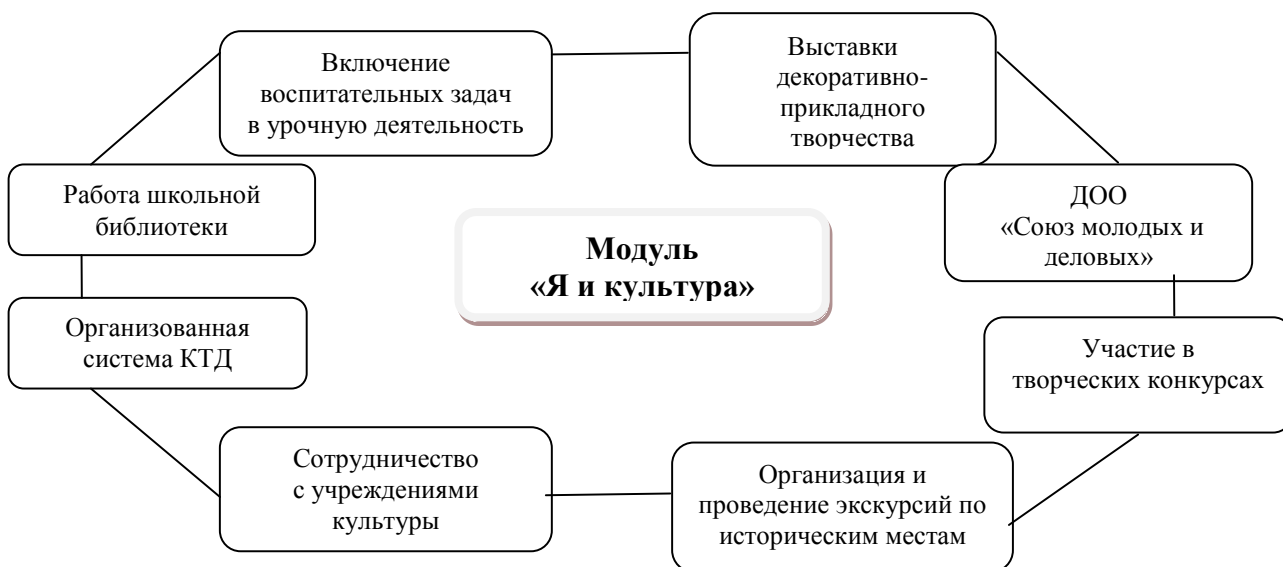 Включение
воспитательных задач
в урочную деятельность
Выставки
декоративно-
прикладного
творчества
Работа школьной
библиотеки
ДОО
«Союз молодых и
деловых»
Модуль
«Я и культура»
Организованная
система КТД
Участие в
творческих конкурсах
Сотрудничество
с учреждениями
культуры
Организация и
проведение экскурсий по
историческим местам